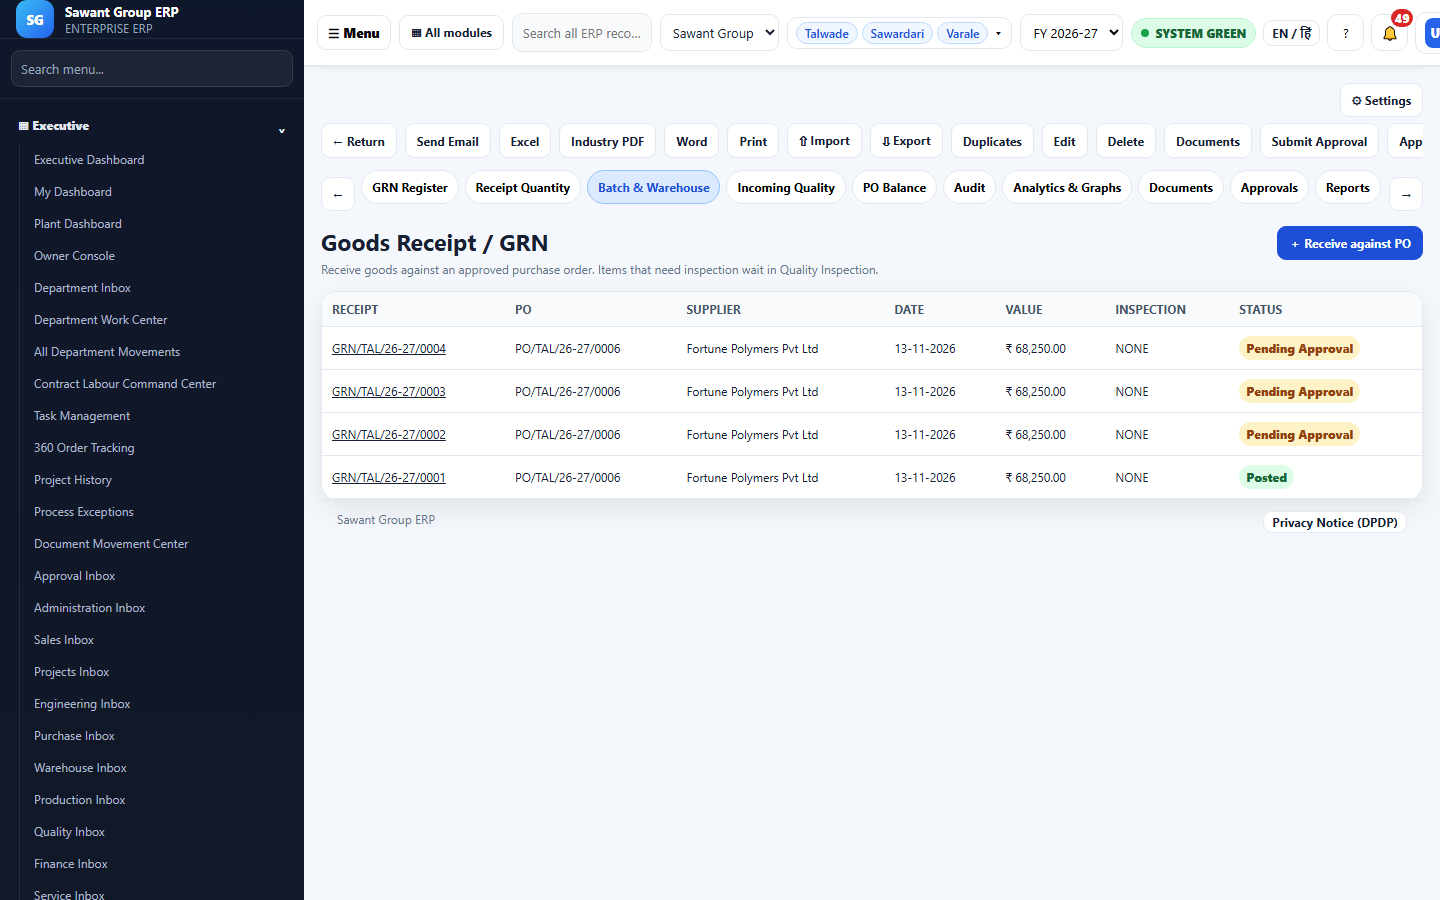 SG
Sawant Group ERP
ENTERPRISE ERP
Search menu...
Executive
Executive Dashboard
My Dashboard
Plant Dashboard
Owner Console
Department Inbox
Department Work Center
All Department Movements
Contract Labour Command Center
Task Management
360 Order Tracking
Project History
Process Exceptions
Document Movement Center
Approval Inbox
Administration Inbox
Sales Inbox
Projects Inbox
Engineering Inbox
Purchase Inbox
Warehouse Inbox
Production Inbox
Quality Inbox
Finance Inbox
Service Inbox
☰ Menu
All modules
Search all ERP reco...
Sawant Group
Talwade Sawardari Varale
FY 2026-27
SYSTEM GREEN
EN / हिं
?
49
U
⚙ Settings
← Return
Send Email
Excel
Industry PDF
Word
Print
⇧ Import
⇩ Export
Duplicates
Edit
Delete
Documents
Submit Approval
App
←
GRN Register
Receipt Quantity
Batch & Warehouse
Incoming Quality
PO Balance
Audit
Analytics & Graphs
Documents
Approvals
Reports
→
Goods Receipt / GRN
+ Receive against PO
Receive goods against an approved purchase order. Items that need inspection wait in Quality Inspection.
RECEIPT PO SUPPLIER DATE VALUE INSPECTION STATUS
GRN/TAL/26-27/0004 PO/TAL/26-27/0006 Fortune Polymers Pvt Ltd 13-11-2026 ₹ 68,250.00 NONE Pending Approval
GRN/TAL/26-27/0003 PO/TAL/26-27/0006 Fortune Polymers Pvt Ltd 13-11-2026 ₹ 68,250.00 NONE Pending Approval
GRN/TAL/26-27/0002 PO/TAL/26-27/0006 Fortune Polymers Pvt Ltd 13-11-2026 ₹ 68,250.00 NONE Pending Approval
GRN/TAL/26-27/0001 PO/TAL/26-27/0006 Fortune Polymers Pvt Ltd 13-11-2026 ₹ 68,250.00 NONE Posted
Sawant Group ERP
Privacy Notice (DPDP)